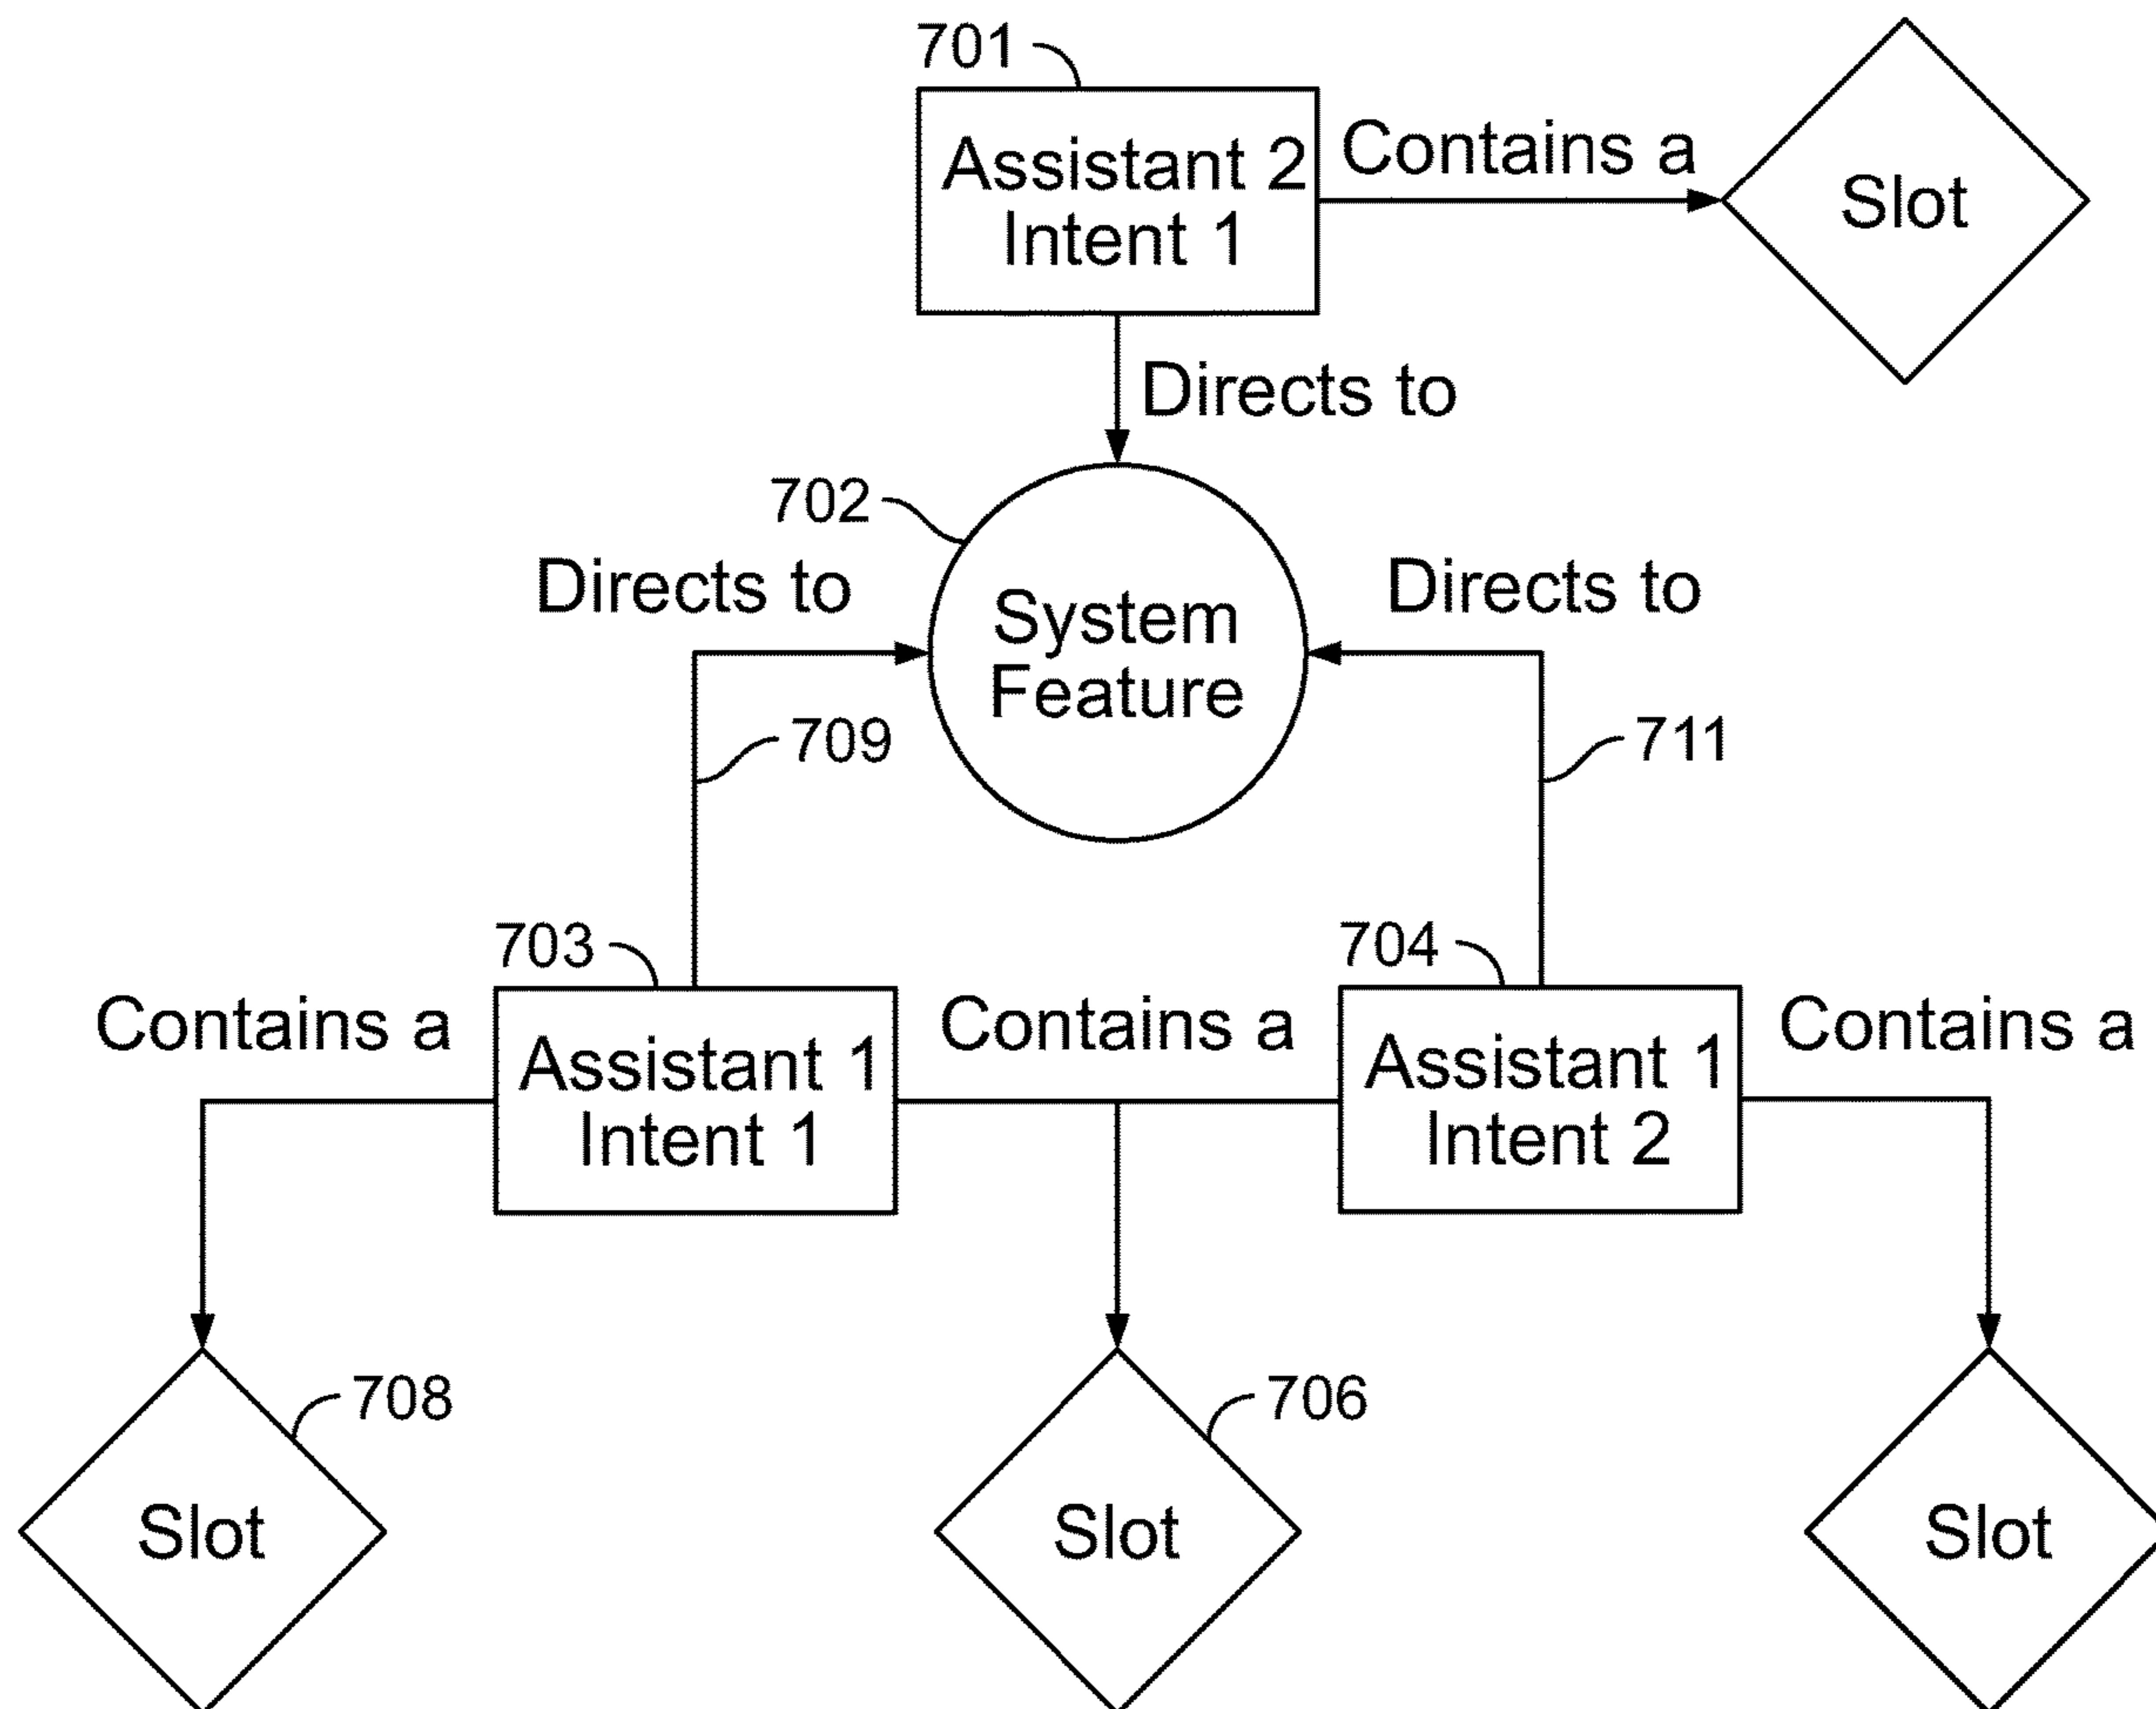 701
Assistant 2
Intent 1
Contains a
Slot
Directs to
702
Directs to
System
Feature
Directs to
709
711
703
704
Contains a
Assistant 1
Intent 1
Contains a
Assistant 1
Intent 2
Contains a
708
Slot
706
Slot
Slot